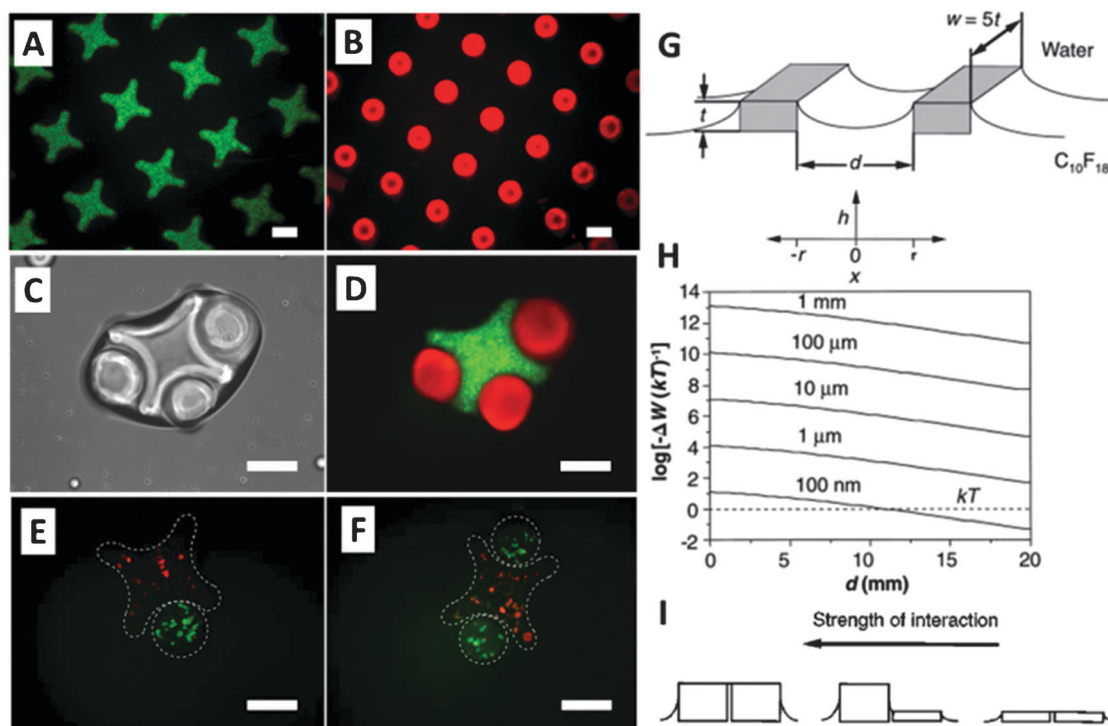 A
B
C
D
E
F
G
w = 5t
Water
t
d
C10F18
h
-r
0
r
x
H
14
12
10
8
6
4
2
0
-2
log[-ΔW (kT)-1]
1 mm
100 μm
10 μm
1 μm
100 nm
kT
0
5
10
15
20
d (mm)
I
Strength of interaction